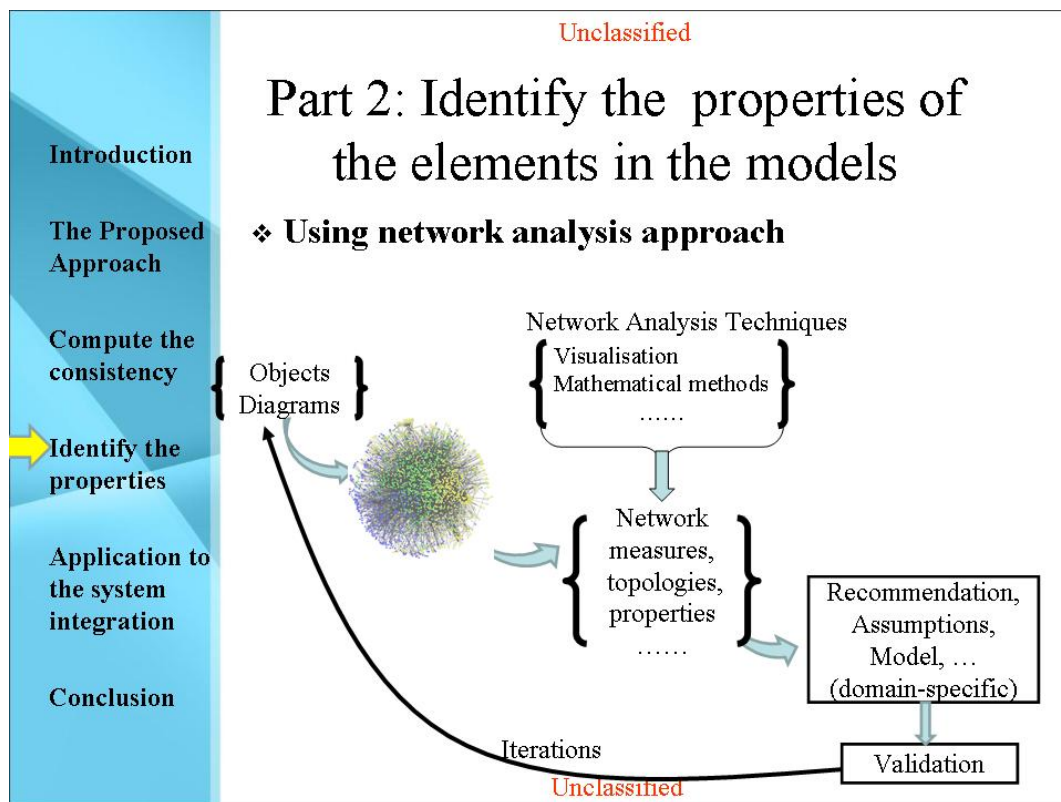 Unclassified
Part 2: Identify the properties of
the elements in the models
Introduction
The Proposed
Approach
Compute the
consistency
Identify the
properties
Application to
the system
integration
Conclusion
❖ Using network analysis approach
Network Analysis Techniques
Visualisation
Mathematical methods
……
Objects
Diagrams
Network
measures,
topologies,
properties
……
Recommendation,
Assumptions,
Model, …
(domain-specific)
Validation
Iterations
Unclassified